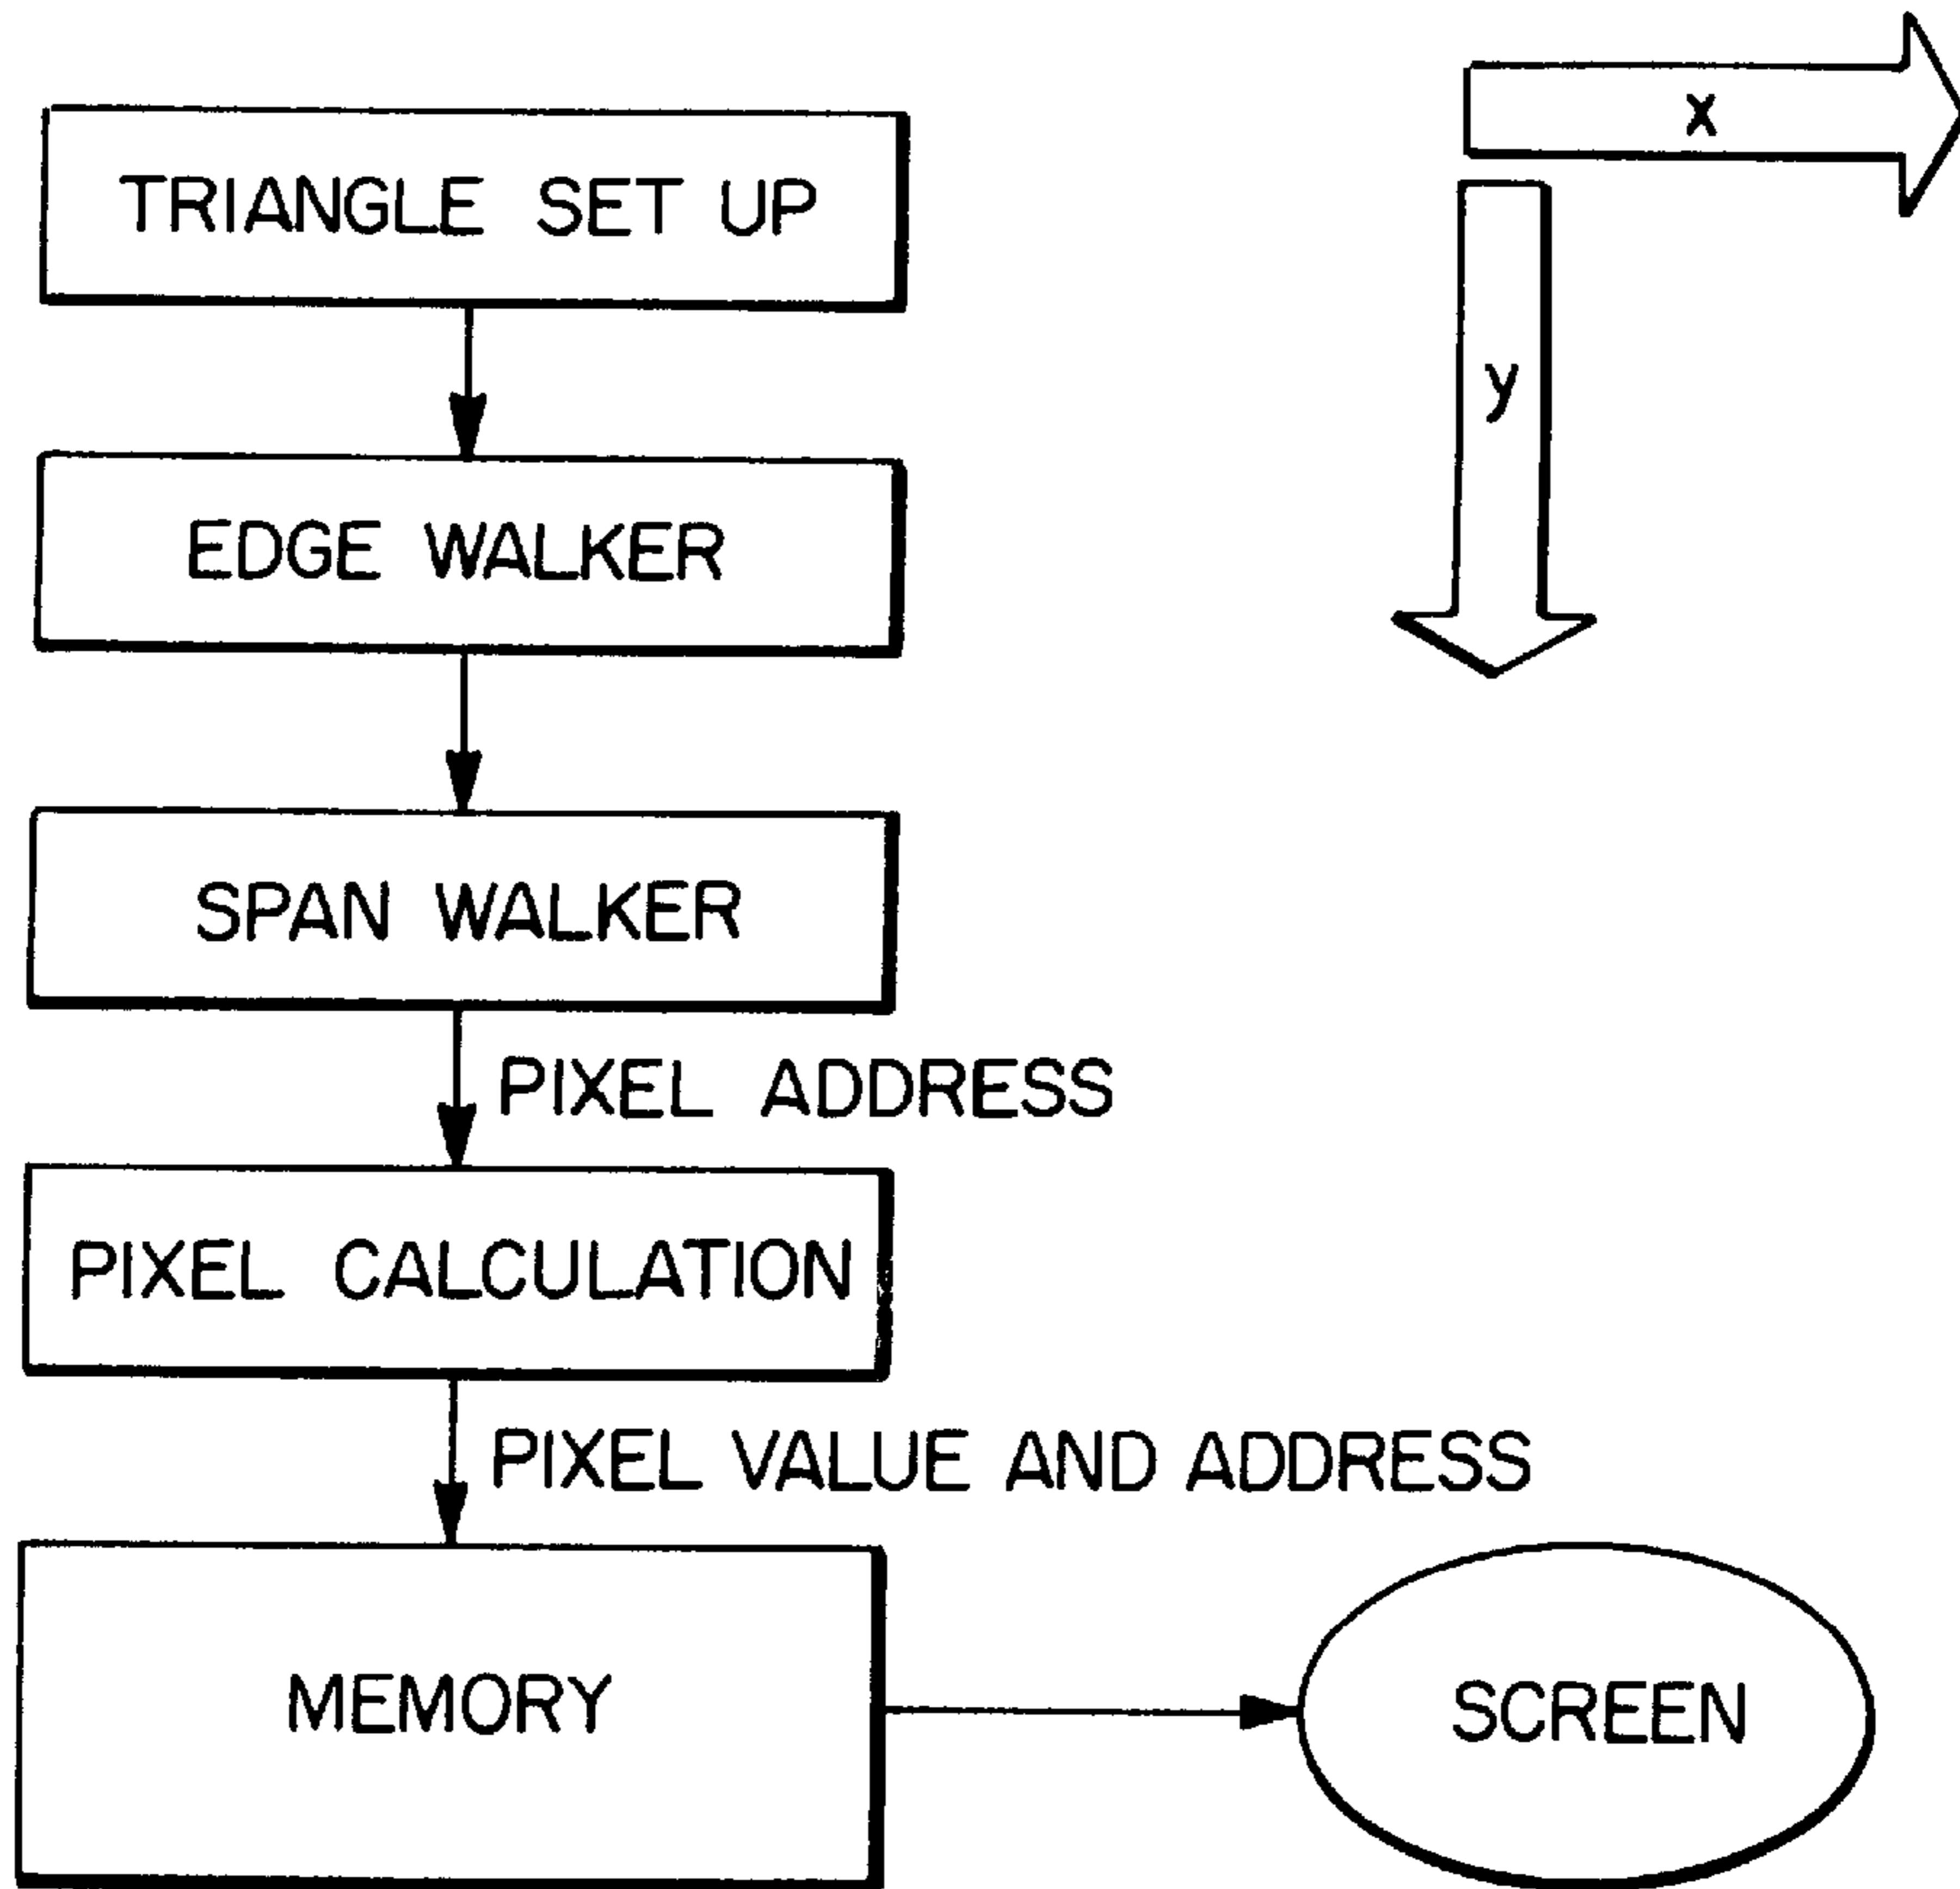 TRIANGLE SET UP
x
y
EDGE WALKER
SPAN WALKER
PIXEL ADDRESS
PIXEL CALCULATION
PIXEL VALUE AND ADDRESS
MEMORY
SCREEN